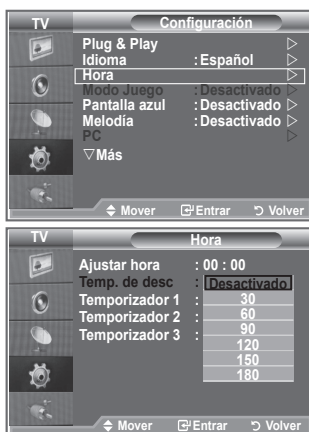 TV Configuración
Plug & Play ▷
Idioma : Español ▷
Hora ▷
Modo Juego : Desactivado ▷
Pantalla azul : Desactivado ▷
Melodía : Desactivado ▷
PC ▷
▽Más
Mover Entrar Volver
TV Hora
Ajustar hora : 00 : 00
Temp. de desc : Desactivado
Temporizador 1 : 30
Temporizador 2 : 60
Temporizador 3 : 90
120
150
180
Mover Entrar Volver